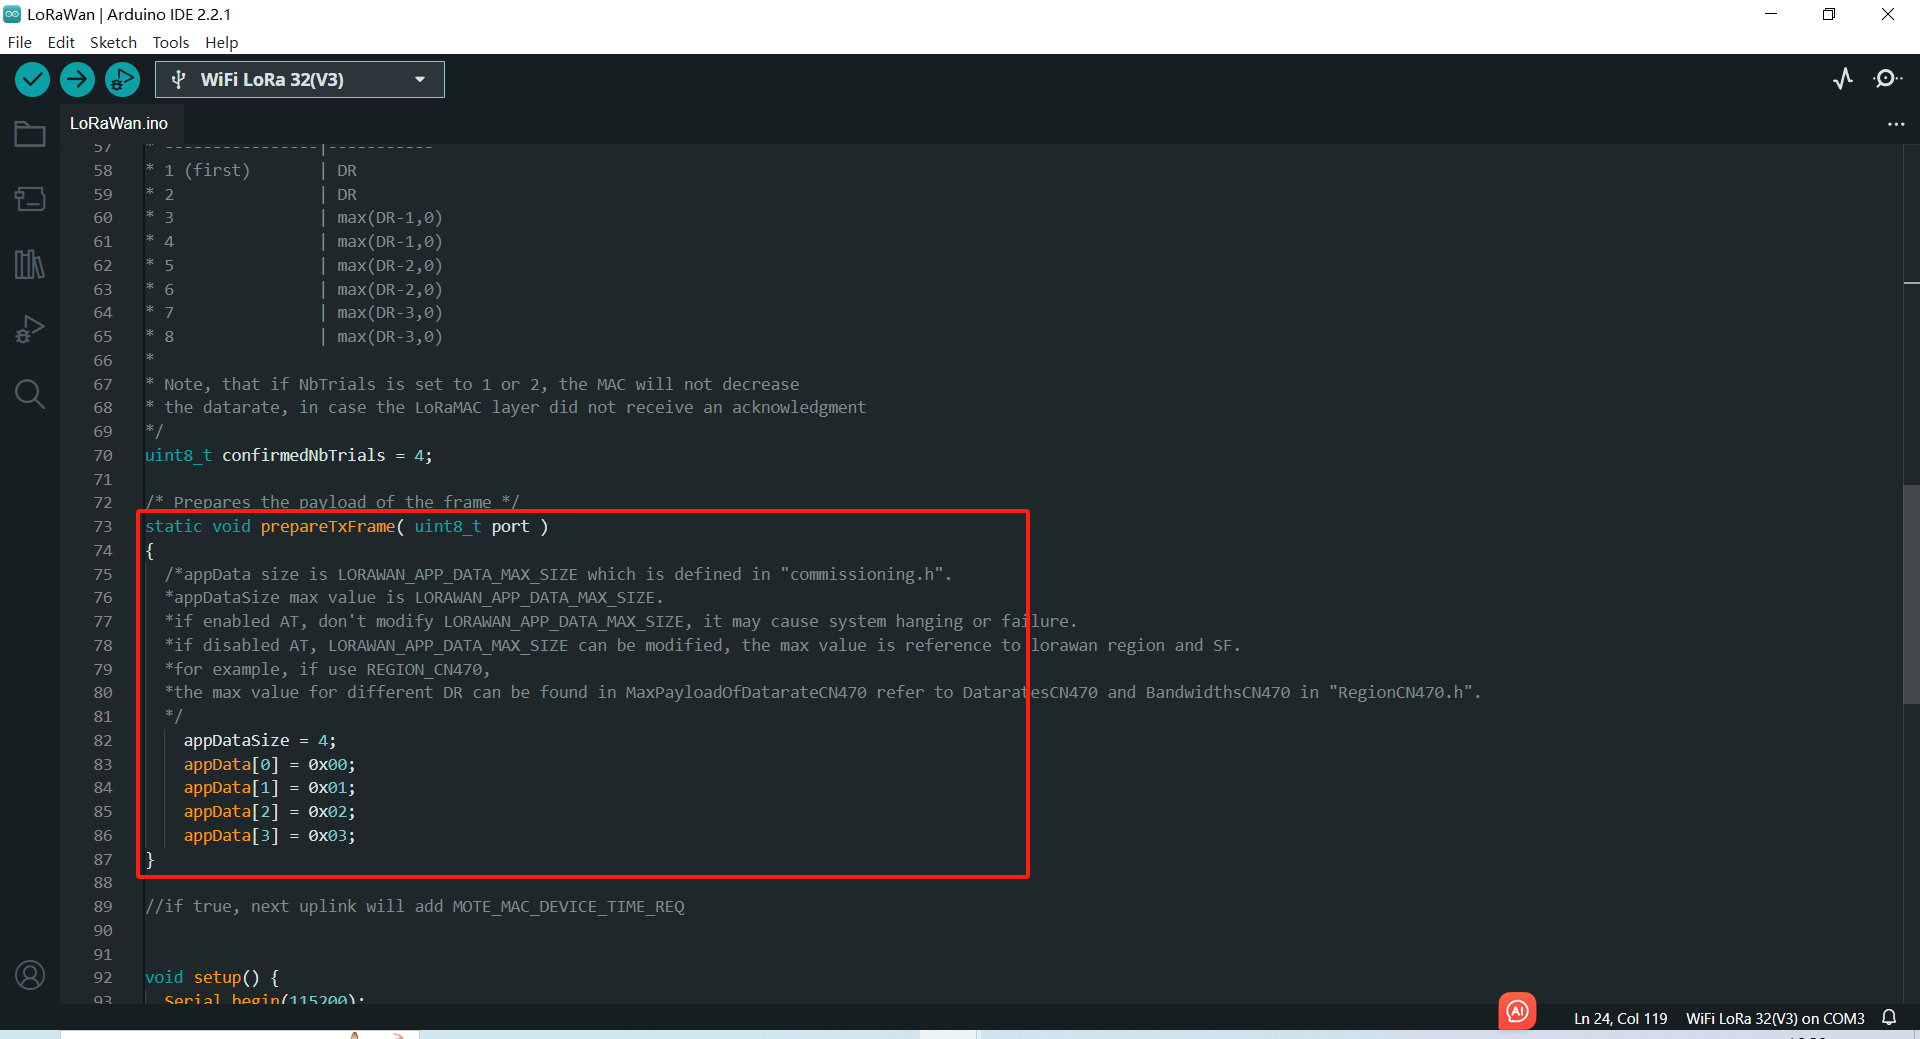 LoRaWan | Arduino IDE 2.2.1
File Edit Sketch Tools Help
WiFi LoRa 32(V3)
LoRaWan.ino
57 * ----------------|-----------
58 * 1 (first)       | DR
59 * 2               | DR
60 * 3               | max(DR-1,0)
61 * 4               | max(DR-1,0)
62 * 5               | max(DR-2,0)
63 * 6               | max(DR-2,0)
64 * 7               | max(DR-3,0)
65 * 8               | max(DR-3,0)
66 *
67 * Note, that if NbTrials is set to 1 or 2, the MAC will not decrease
68 * the datarate, in case the LoRaMAC layer did not receive an acknowledgment
69 */
70 uint8_t confirmedNbTrials = 4;
71
72 /* Prepares the payload of the frame */
73 static void prepareTxFrame( uint8_t port )
74 {
75 /*appData size is LORAWAN_APP_DATA_MAX_SIZE which is defined in "commissioning.h".
76 *appDataSize max value is LORAWAN_APP_DATA_MAX_SIZE.
77 *if enabled AT, don't modify LORAWAN_APP_DATA_MAX_SIZE, it may cause system hanging or failure.
78 *if disabled AT, LORAWAN_APP_DATA_MAX_SIZE can be modified, the max value is reference to lorawan region and SF.
79 *for example, if use REGION_CN470,
80 *the max value for different DR can be found in MaxPayloadOfDatarateCN470 refer to DataratesCN470 and BandwidthsCN470 in "RegionCN470.h".
81 */
82 appDataSize = 4;
83 appData[0] = 0x00;
84 appData[1] = 0x01;
85 appData[2] = 0x02;
86 appData[3] = 0x03;
87 }
88
89 //if true, next uplink will add MOTE_MAC_DEVICE_TIME_REQ
90
91
92 void setup() {
93 Serial.begin(115200);
AI
Ln 24, Col 119 WiFi LoRa 32(V3) on COM3